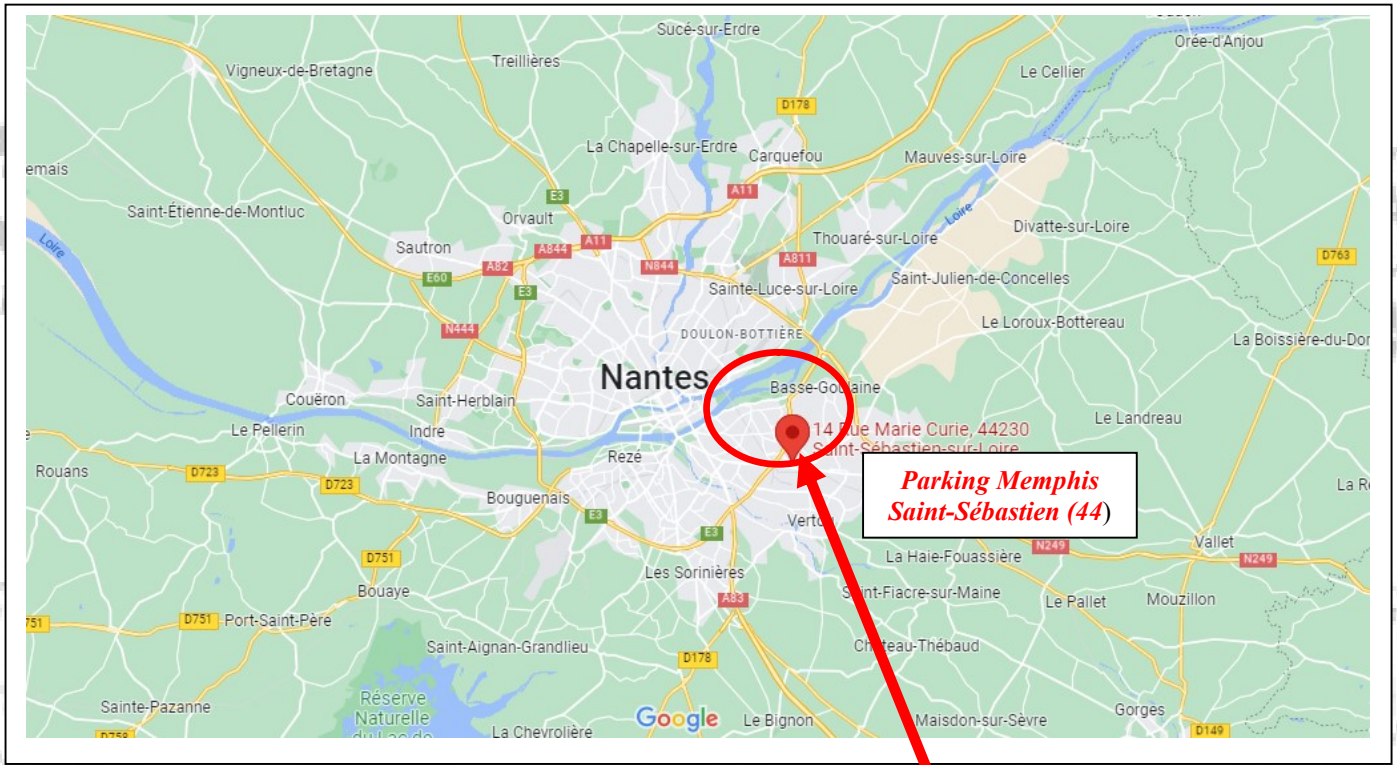 Sucé-sur-Erdre
Orée-d'Anjou
Treillières
Vigneux-de-Bretagne
Le Cellier
D178
La Chapelle-sur-Erdre
Carquefou
Mauves-sur-Loire
emais
A11
E3
Saint-Étienne-de-Montluc
Orvault
Loire
Divatte-sur-Loire
Loire
Sautron
A844
A11
Thouaré-sur-Loire
D763
A82
N844
A811
E60
Saint-Julien-de-Concelles
E3
Sainte-Luce-sur-Loire
N444
DOULON-BOTTIÈRE
Le Loroux-Bottereau
La Boissière-du-Dor
Nantes
Basse-Goulaine
Couëron
Saint-Herblain
Le Landreau
Le Pellerin
Indre
14 Rue Marie Curie, 44230
Saint-Sébastien-sur-Loire
La Montagne
Rezé
Rouans
D723
D723
Parking Memphis
Saint-Sébastien (44)
La R
Bouguenais
E3
E3
Vertou
D751
La Haie-Fouassière
N249
Vallet
N249
Les Sorinières
Bouaye
A83
Saint-Fiacre-sur-Maine
Le Pallet
Mouzillon
751
D751
Port-Saint-Père
Saint-Aignan-Grandlieu
D178
Château-Thébaud
Sainte-Pazanne
Réserve
Naturelle
du Lac de
Google
Le Bignon
Maisdon-sur-Sèvre
Gorges
La Chevrolière
D758
D149